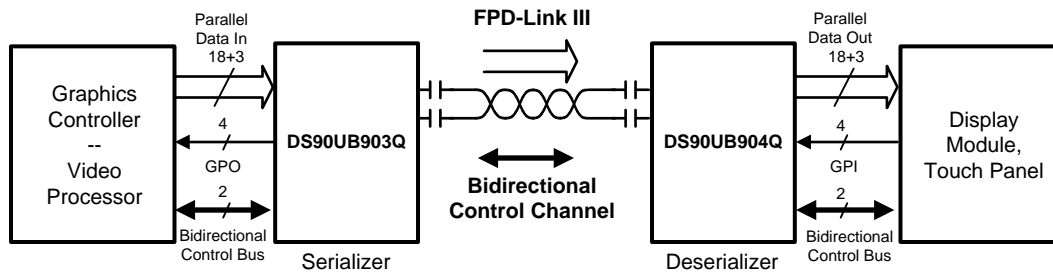 Graphics
Controller
--
Video
Processor
Parallel
Data In
18+3
4
GPO
2
Bidirectional
Control Bus
DS90UB903Q
Serializer
FPD-Link III
Bidirectional
Control Channel
DS90UB904Q
Deserializer
Parallel
Data Out
18+3
4
GPI
2
Bidirectional
Control Bus
Display
Module,
Touch Panel